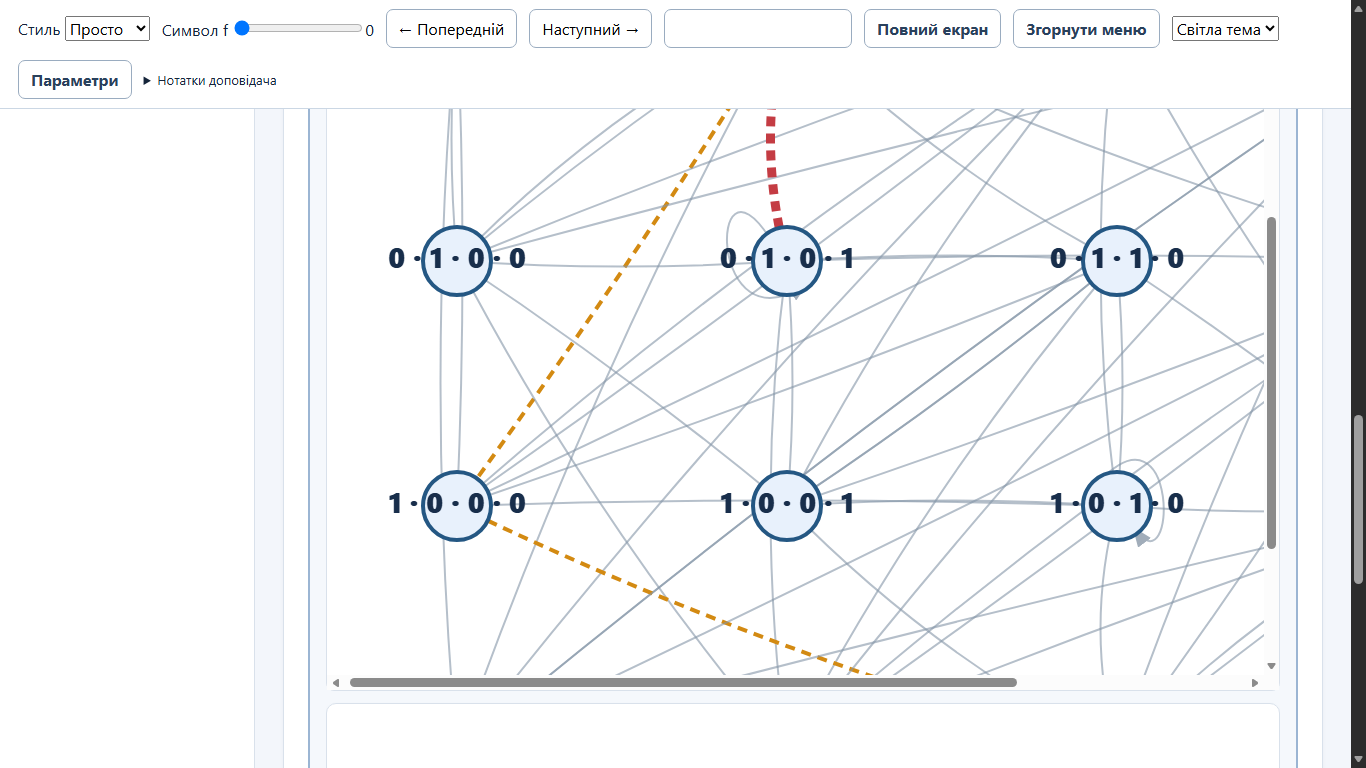 Стиль Просто Символ f 0 ← Попередній Наступний → Повний екран Згорнути меню Світла тема
Параметри ▶ Нотатки доповідача
0·1·0·0 0·1·0·1 0·1·1·0
1·0·0·0 1·0·0·1 1·0·1·0